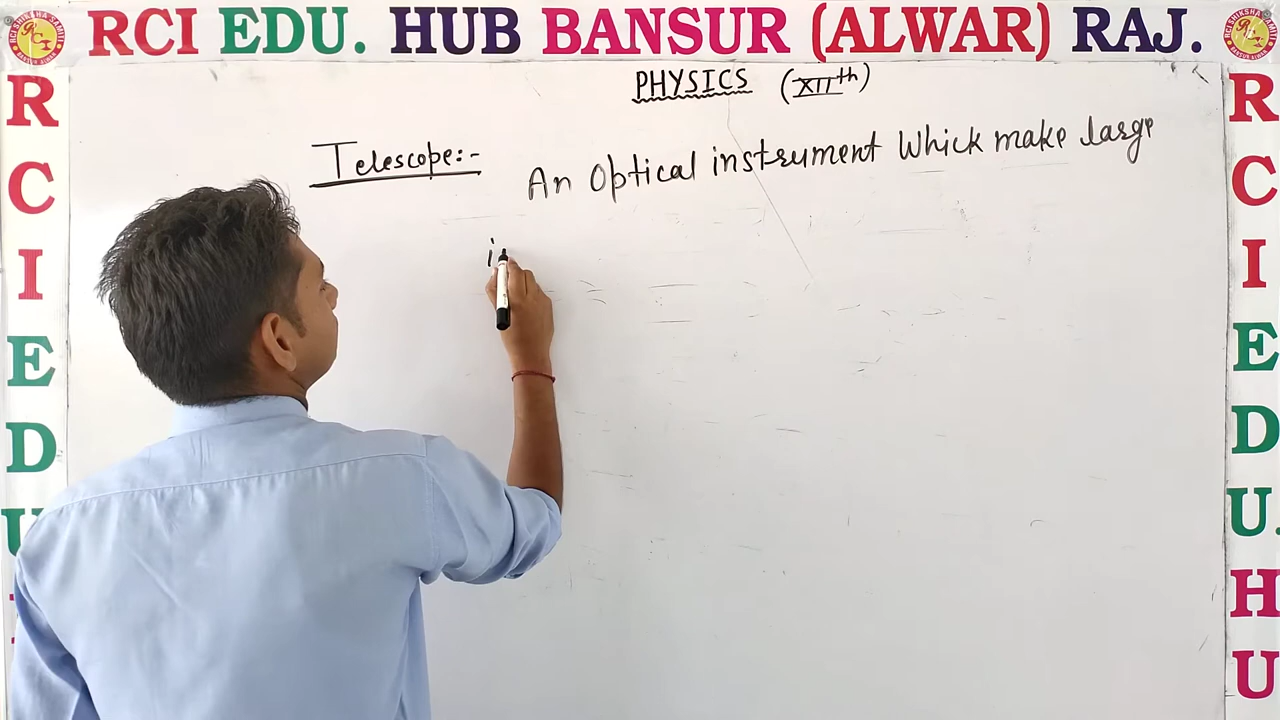 RCI EDU. HUB BANSUR (ALWAR) RAJ.
PHYSICS (XIIth)
Telescope:- An Optical instrument Which make large
i
R
C
I
E
D
U
R
C
I
E
D
U.
H
U